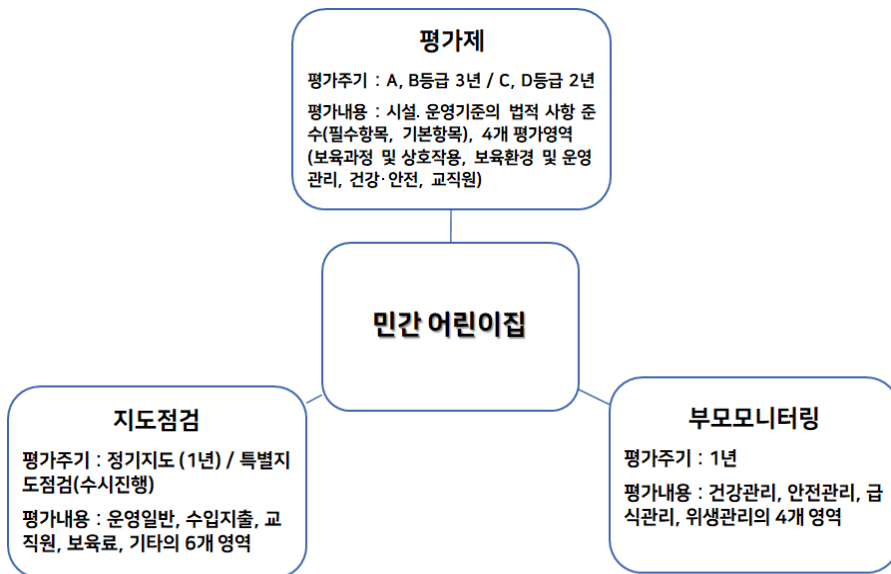 평가제
평가주기 : A, B등급 3년 / C, D등급 2년
평가내용 : 시설. 운영기준의 법적 사항 준
수(필수항목, 기본항목), 4개 평가영역
(보육과정 및 상호작용, 보육환경 및 운영
관리, 건강·안전, 교직원)
민간 어린이집
지도점검
평가주기 : 정기지도 (1년) / 특별지
도점검(수시진행)
평가내용 : 운영일반, 수입지출, 교
직원, 보육료, 기타의 6개 영역
부모모니터링
평가주기 : 1년
평가내용 : 건강관리, 안전관리, 급
식관리, 위생관리의 4개 영역